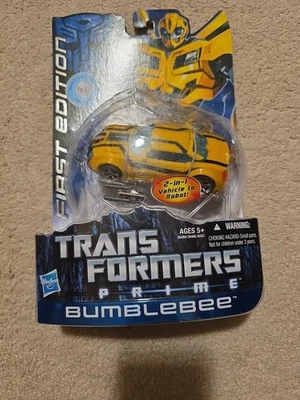 FIRST EDITION
2-in-1
Vehicle to
Robot!
AGES 5+
WARNING:
CHOKING HAZARD-Small parts.
Not for children under 3 years.
TRANS
FORMERS
PRIME
Hasbro
BUMBLEBEE